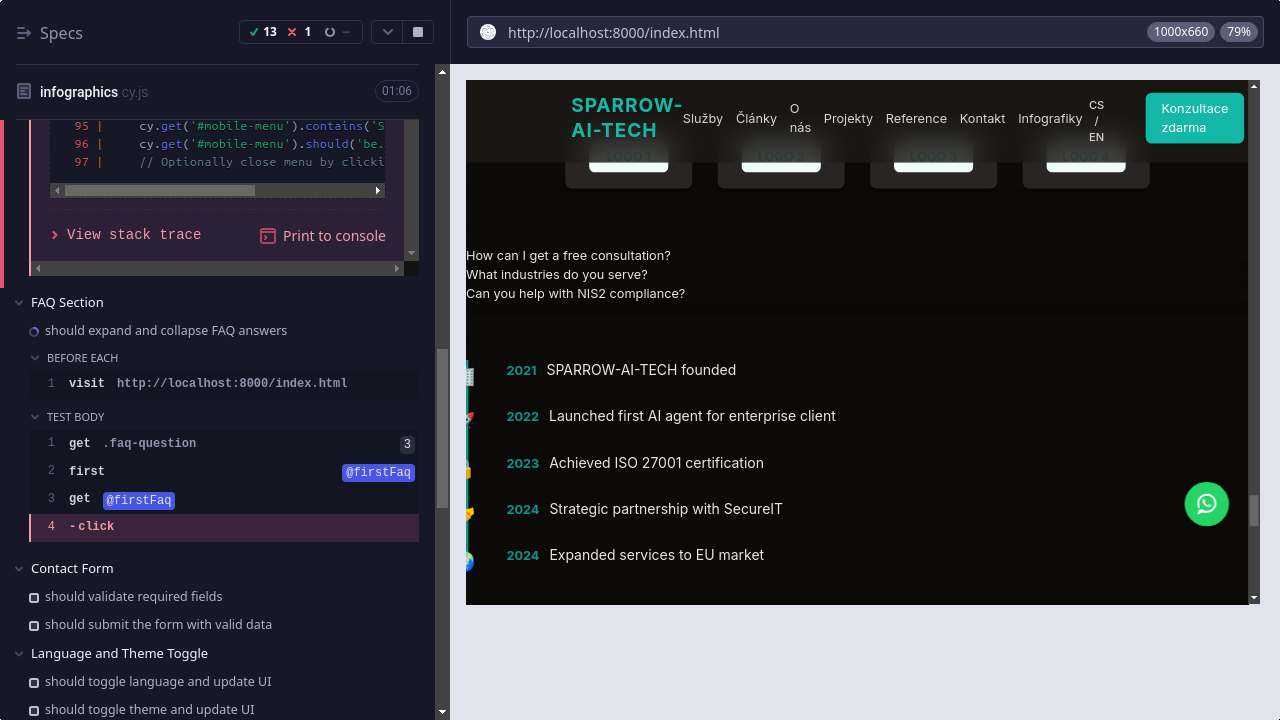 Specs
13
1
--
http://localhost:8000/index.html
1000x660
79%
infographics.cy.js
01:06
95 | cy.get('#mobile-menu').contains('S
96 | cy.get('#mobile-menu').should('be.
97 | // Optionally close menu by clicki
View stack trace
Print to console
FAQ Section
should expand and collapse FAQ answers
BEFORE EACH
1 visit http://localhost:8000/index.html
TEST BODY
1 get .faq-question 3
2 first @firstFaq
3 get @firstFaq
4 -click
Contact Form
should validate required fields
should submit the form with valid data
Language and Theme Toggle
should toggle language and update UI
should toggle theme and update UI
SPARROW-
AI-TECH
Služby
Články
O
nás
Projekty
Reference
Kontakt
Infografiky
CS
/
EN
Konzultace
zdarma
LOGO 1
LOGO 2
LOGO 3
LOGO 4
How can I get a free consultation?
What industries do you serve?
Can you help with NIS2 compliance?
2021 SPARROW-AI-TECH founded
2022 Launched first AI agent for enterprise client
2023 Achieved ISO 27001 certification
2024 Strategic partnership with SecureIT
2024 Expanded services to EU market